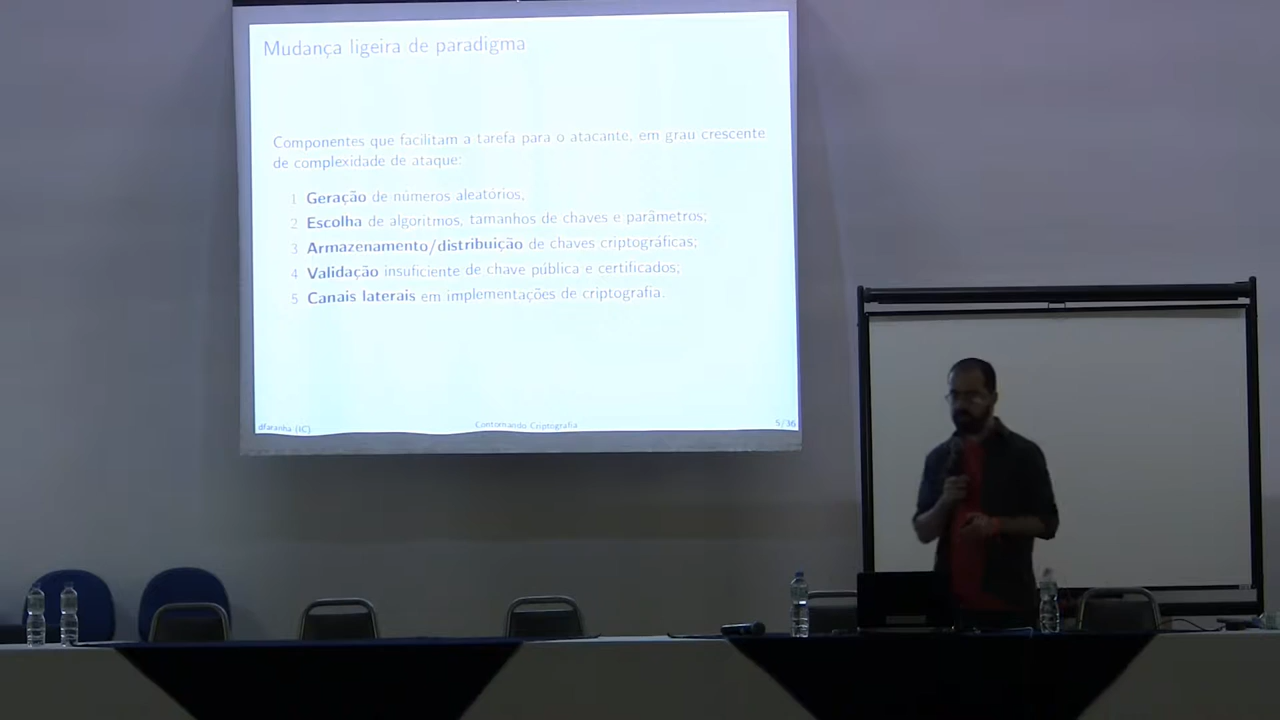 Mudança ligeira de paradigma
Componentes que facilitam a tarefa para o atacante, em grau crescente
de complexidade de ataque:
1 Geração de números aleatórios;
2 Escolha de algoritmos, tamanhos de chaves e parâmetros;
3 Armazenamento/distribuição de chaves criptográficas;
4 Validação insuficiente de chave pública e certificados;
5 Canais laterais em implementações de criptografia.
dfaranha (IC) Contornando Criptografia 5/36